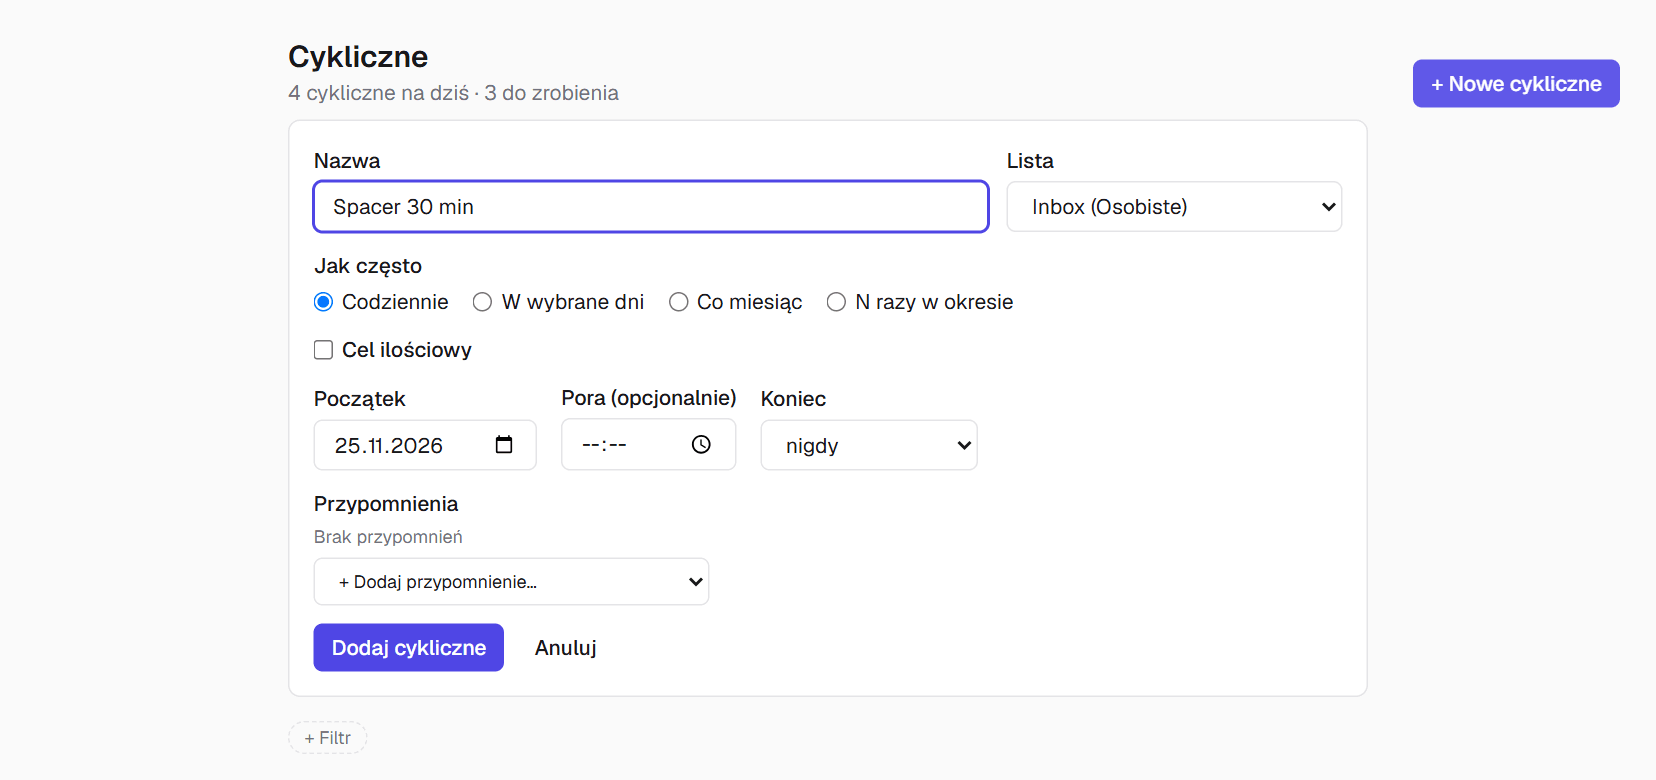 Cykliczne
4 cykliczne na dziś · 3 do zrobienia
+ Nowe cykliczne
Nazwa
Lista
Spacer 30 min
Inbox (Osobiste)
Jak często
Codziennie
W wybrane dni
Co miesiąc
N razy w okresie
Cel ilościowy
Początek
Pora (opcjonalnie)
Koniec
25.11.2026
--:--
nigdy
Przypomnienia
Brak przypomnień
+ Dodaj przypomnienie...
Dodaj cykliczne
Anuluj
+ Filtr